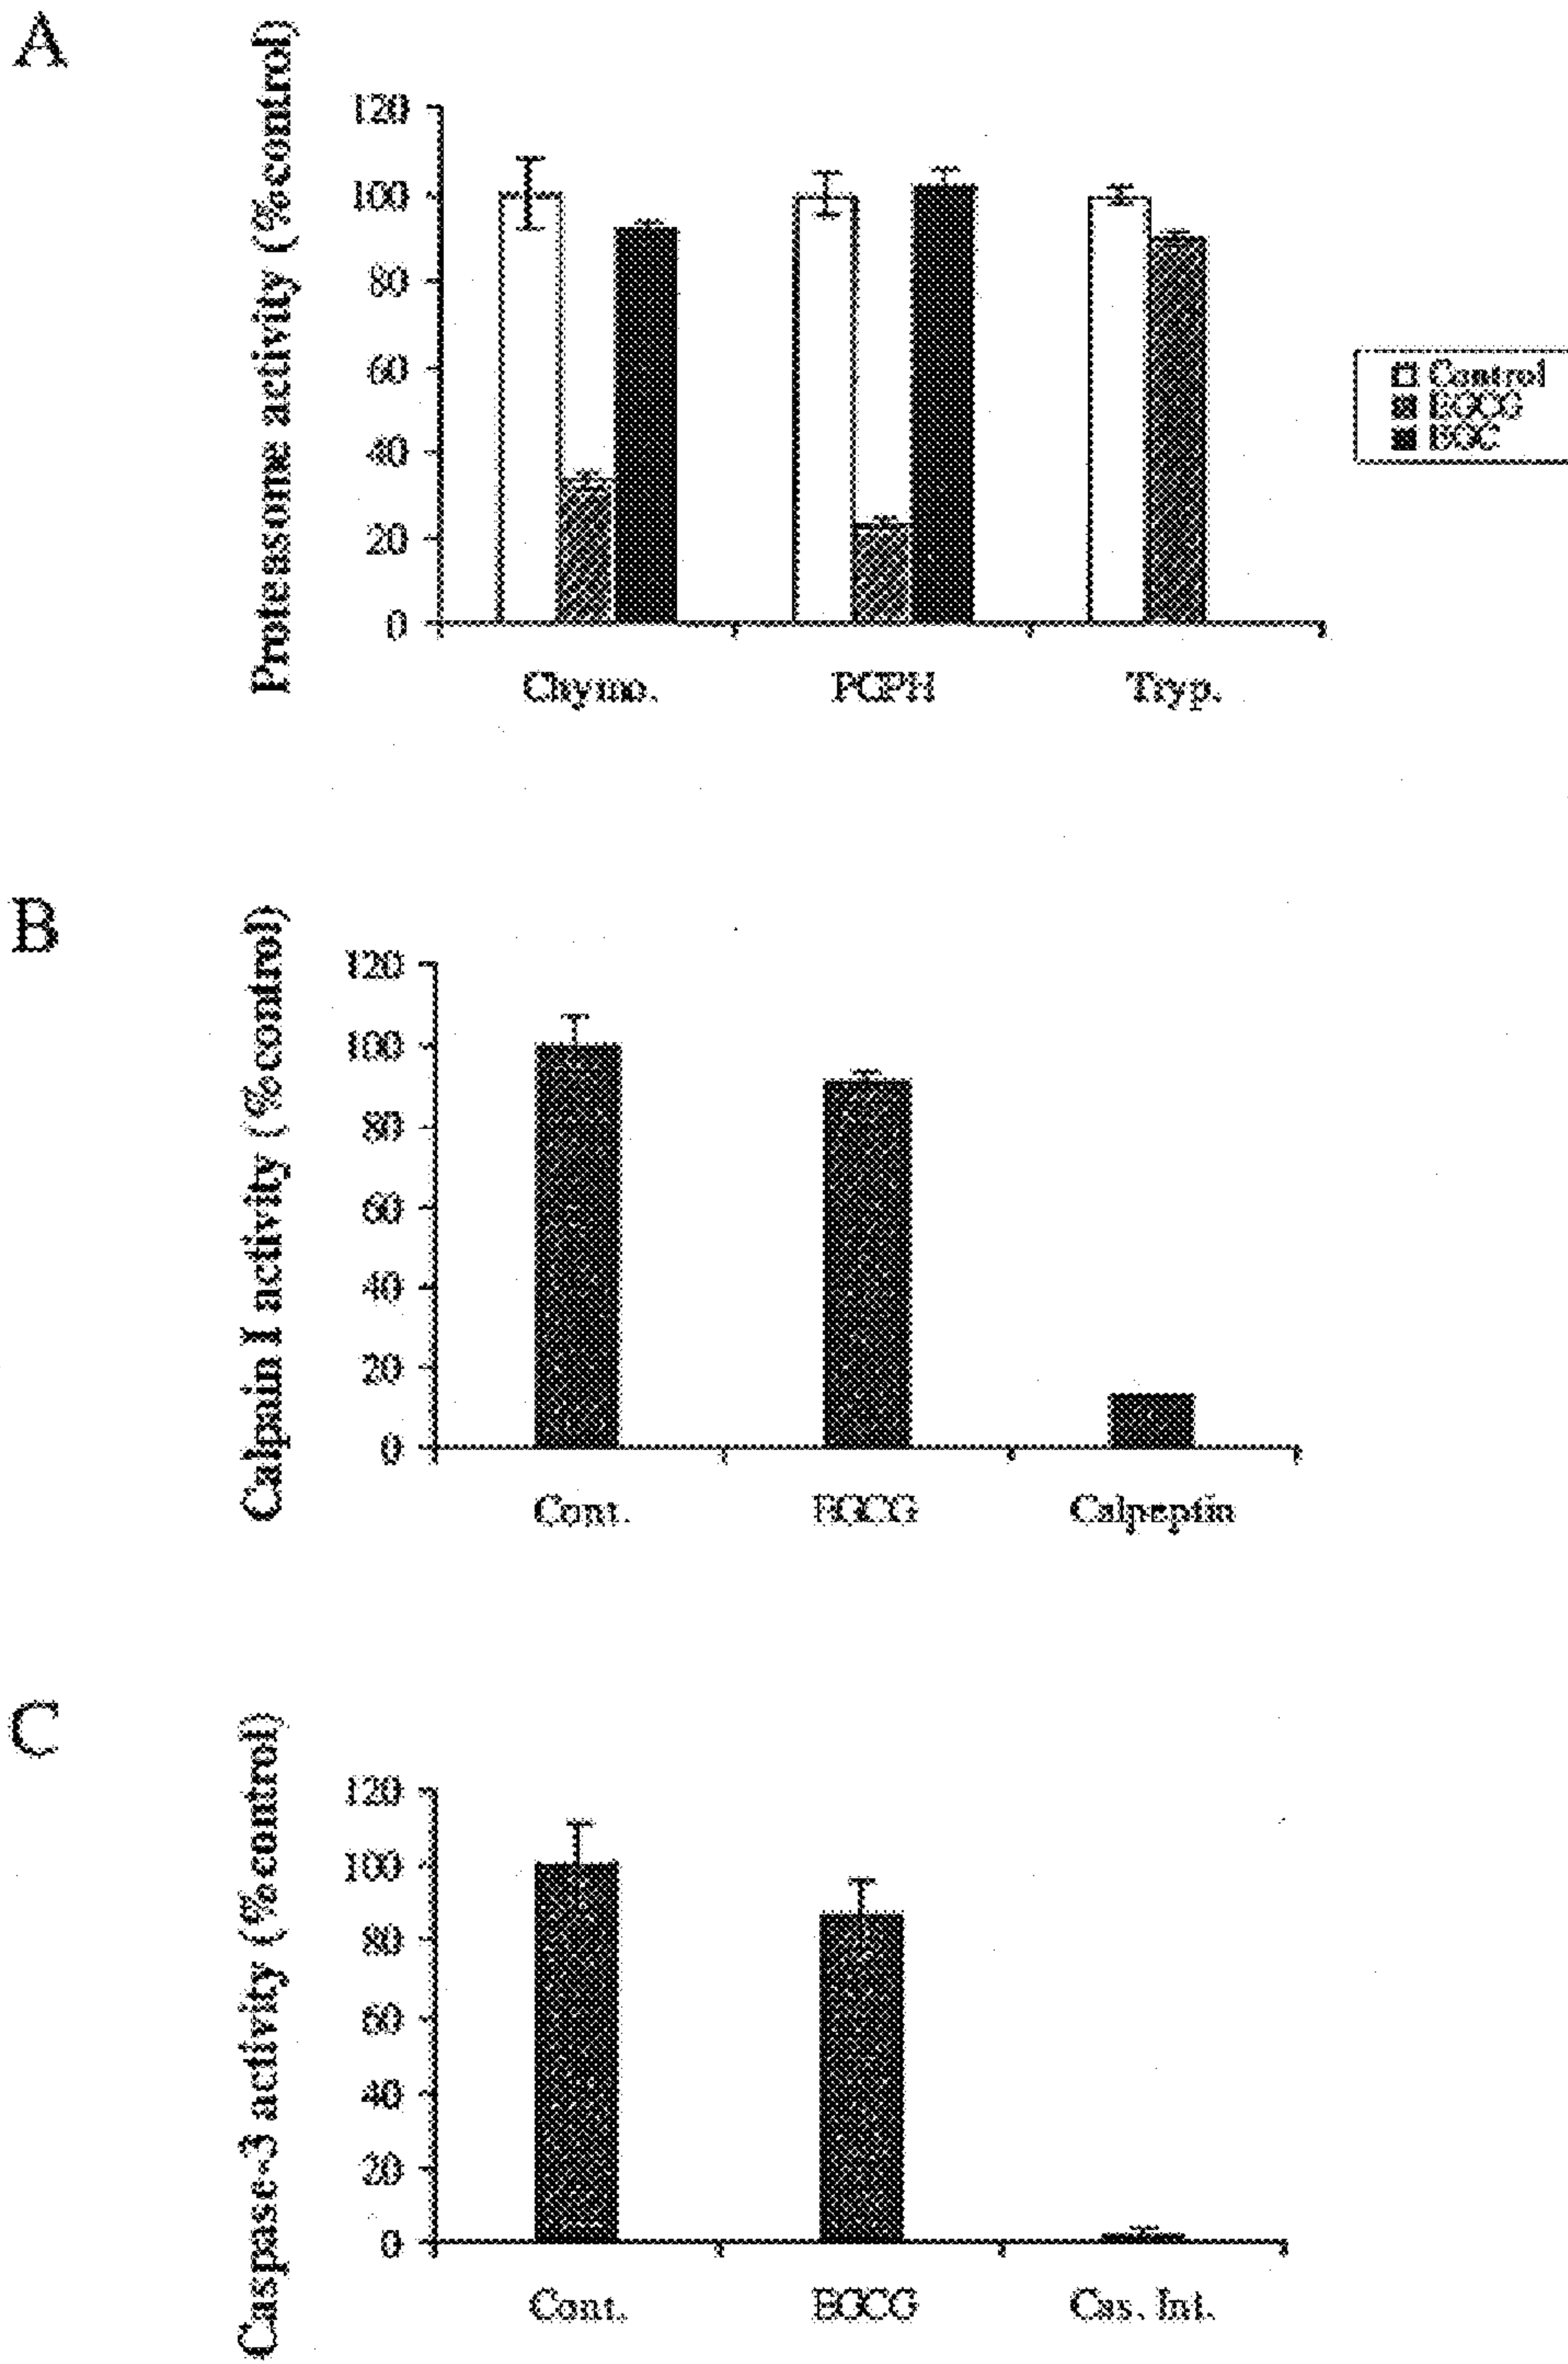 A
Proteasome activity (%control)
120
100
80
60
40
20
0
Chymo.
PGPH
Tryp.
Control
EGCG
EGC
B
Calpain I activity (%control)
120
100
80
60
40
20
0
Cont.
EGCG
Calpeptin
C
Caspase-3 activity (%control)
120
100
80
60
40
20
0
Cont.
EGCG
Cas. Inl.